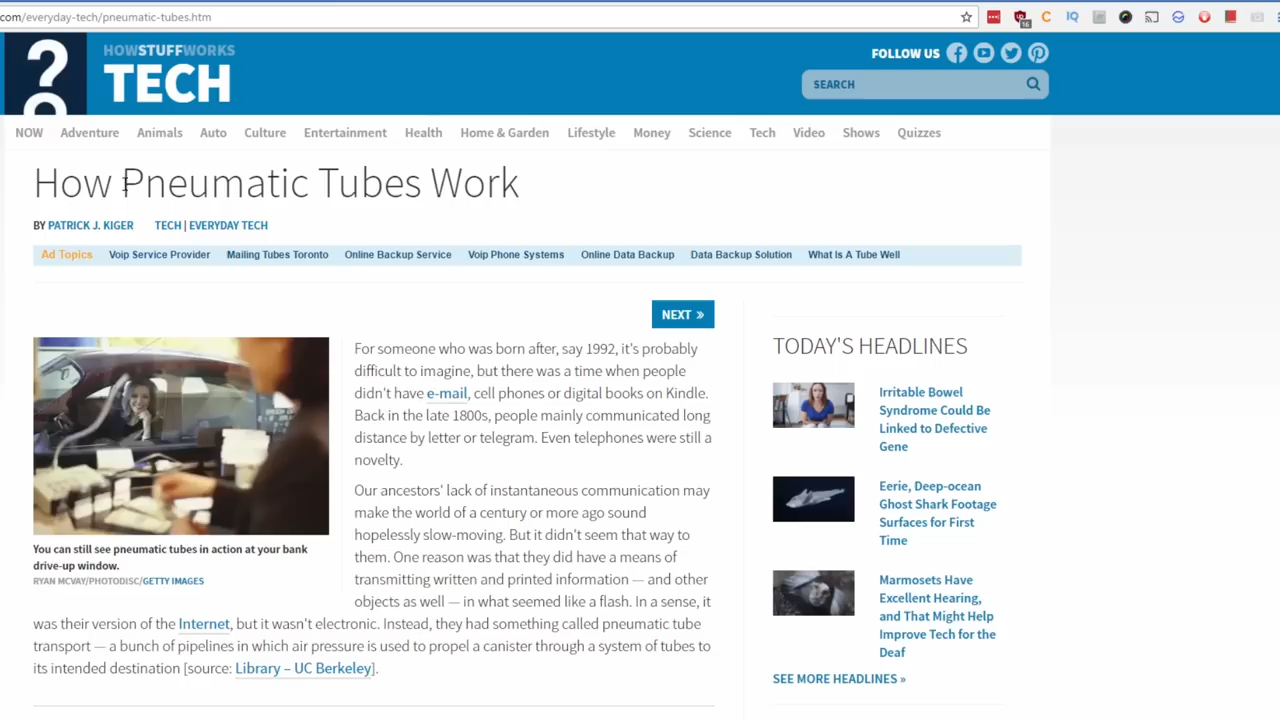 com/everyday-tech/pneumatic-tubes.htm
16
HOWSTUFFWORKS
TECH
FOLLOW US
SEARCH
NOW Adventure Animals Auto Culture Entertainment Health Home & Garden Lifestyle Money Science Tech Video Shows Quizzes
How Pneumatic Tubes Work
BY PATRICK J. KIGER TECH | EVERYDAY TECH
Ad Topics Voip Service Provider Mailing Tubes Toronto Online Backup Service Voip Phone Systems Online Data Backup Data Backup Solution What Is A Tube Well
NEXT »
For someone who was born after, say 1992, it's probably
difficult to imagine, but there was a time when people
didn't have e-mail, cell phones or digital books on Kindle.
Back in the late 1800s, people mainly communicated long
distance by letter or telegram. Even telephones were still a
novelty.
Our ancestors' lack of instantaneous communication may
make the world of a century or more ago sound
hopelessly slow-moving. But it didn't seem that way to
them. One reason was that they did have a means of
transmitting written and printed information — and other
objects as well — in what seemed like a flash. In a sense, it
was their version of the Internet, but it wasn't electronic. Instead, they had something called pneumatic tube
transport — a bunch of pipelines in which air pressure is used to propel a canister through a system of tubes to
its intended destination [source: Library – UC Berkeley].
You can still see pneumatic tubes in action at your bank
drive-up window.
RYAN MCVAY/PHOTODISC/GETTY IMAGES
TODAY'S HEADLINES
Irritable Bowel
Syndrome Could Be
Linked to Defective
Gene
Eerie, Deep-ocean
Ghost Shark Footage
Surfaces for First
Time
Marmosets Have
Excellent Hearing,
and That Might Help
Improve Tech for the
Deaf
SEE MORE HEADLINES »